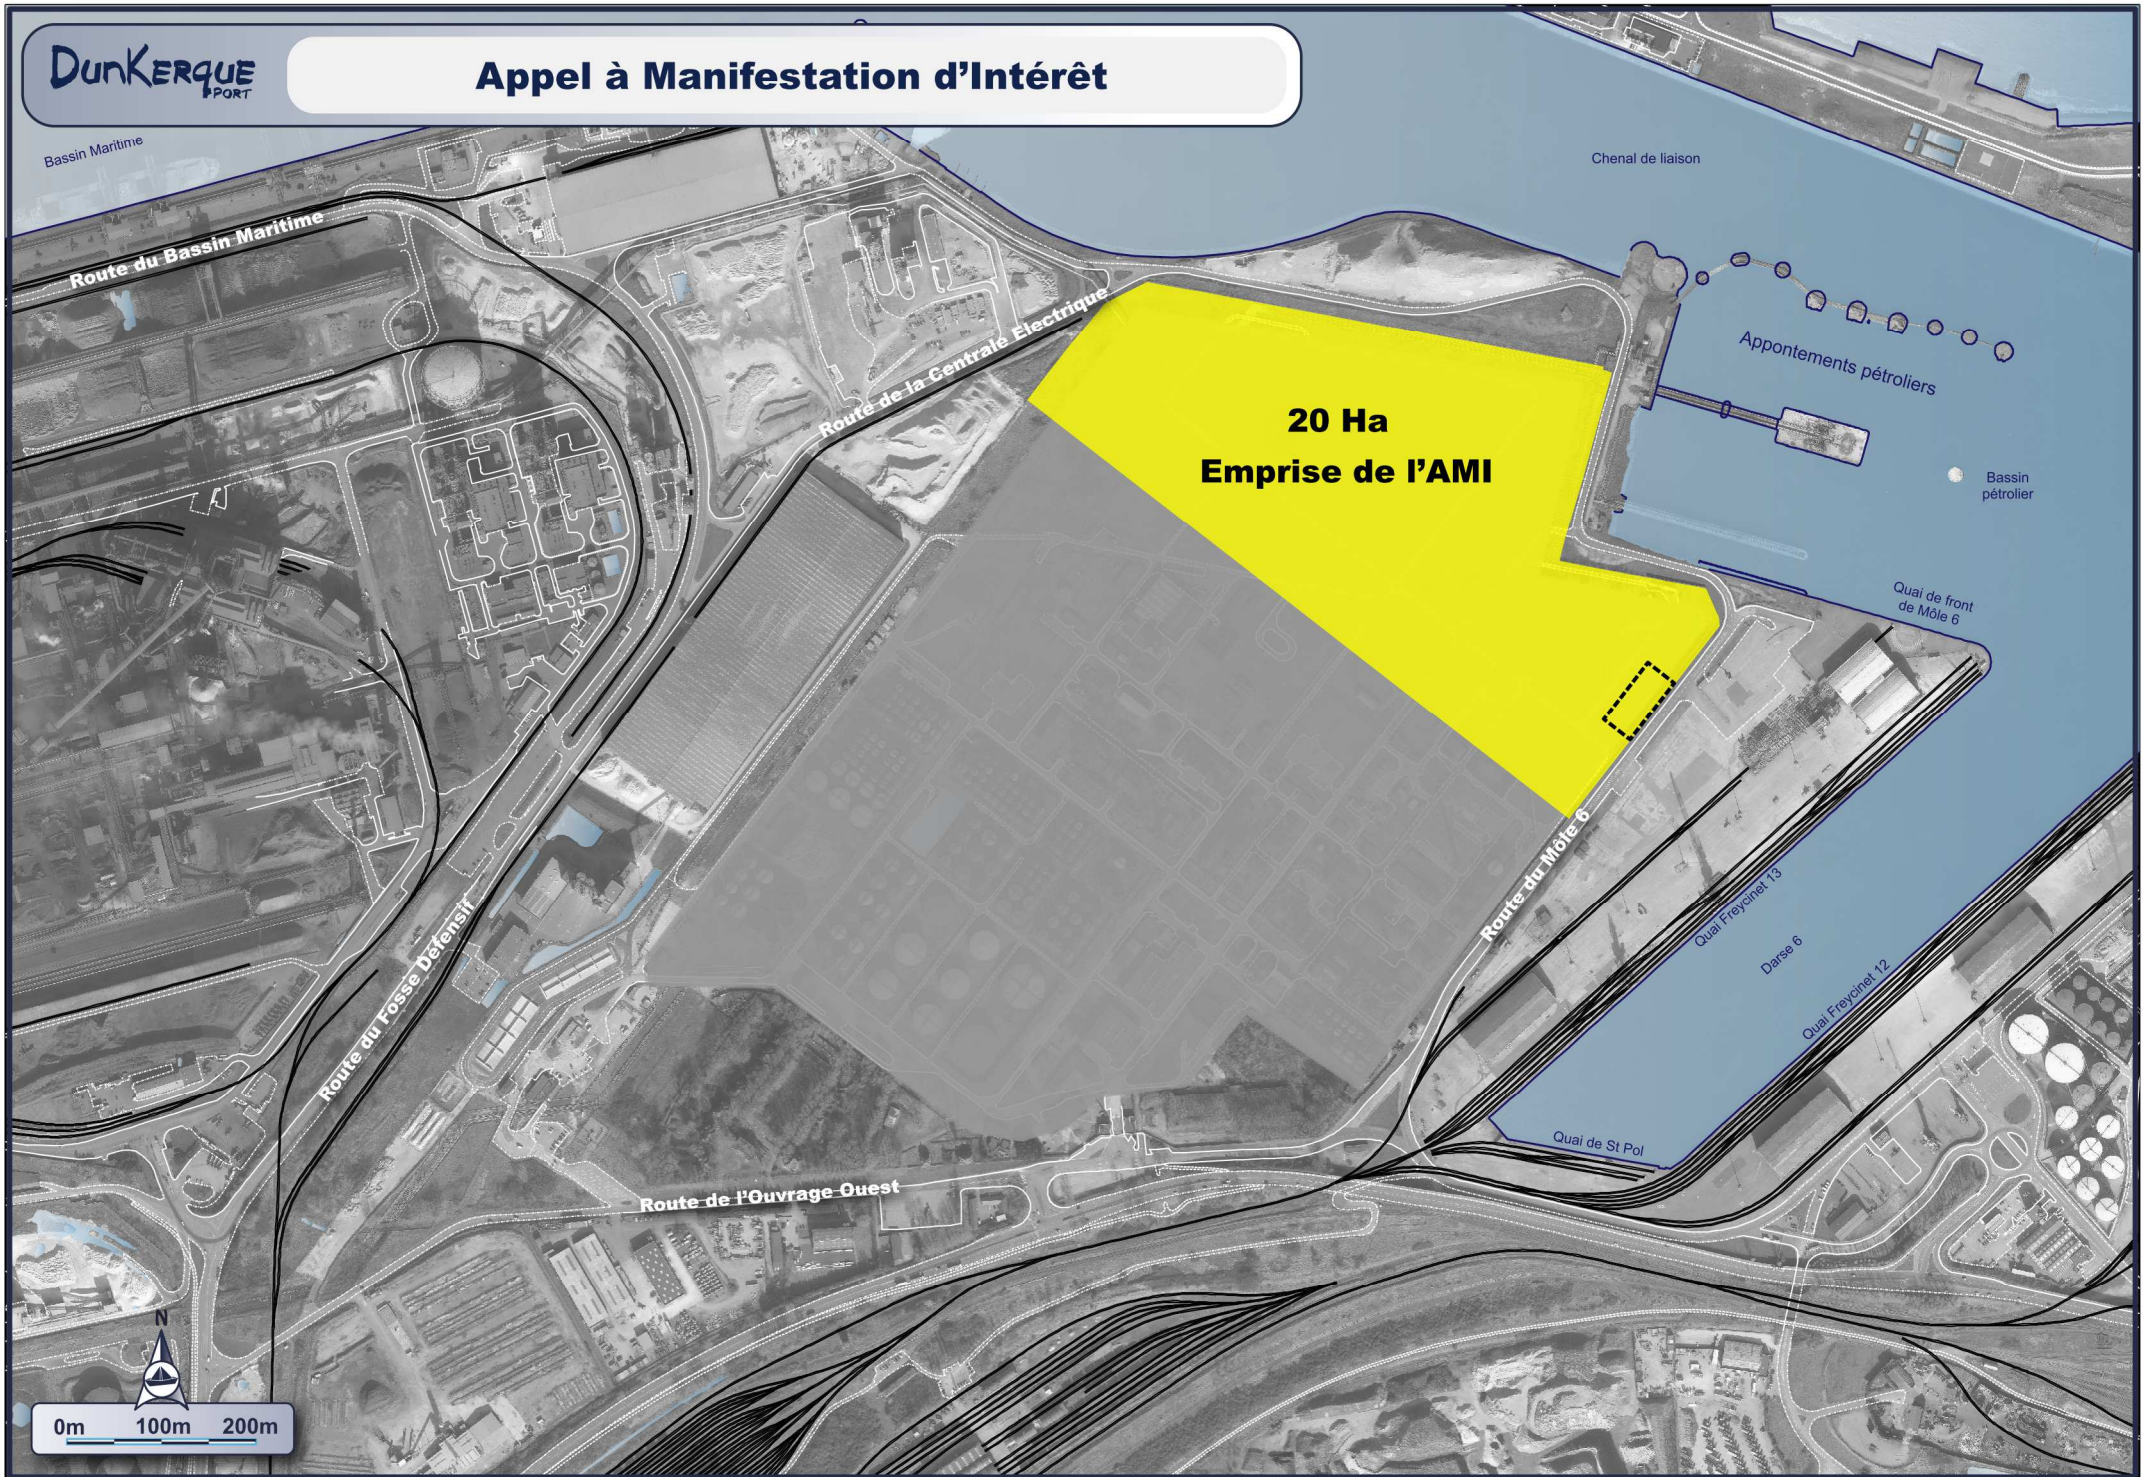 DunKERQUE
PORT
Appel à Manifestation d'Intérêt
Bassin Maritime
Chenal de liaison
Route du Bassin Maritime
Route de la Centrale Electrique
Appontements pétroliers
20 Ha
Emprise de l'AMI
Bassin
pétrolier
Quai de front
de Môle 6
Route du Môle 6
Quai Freycinet 13
Darse 6
Quai Freycinet 12
Route du Fosse Défensif
Quai de St Pol
Route de l'Ouvrage Ouest
N
0m 100m 200m